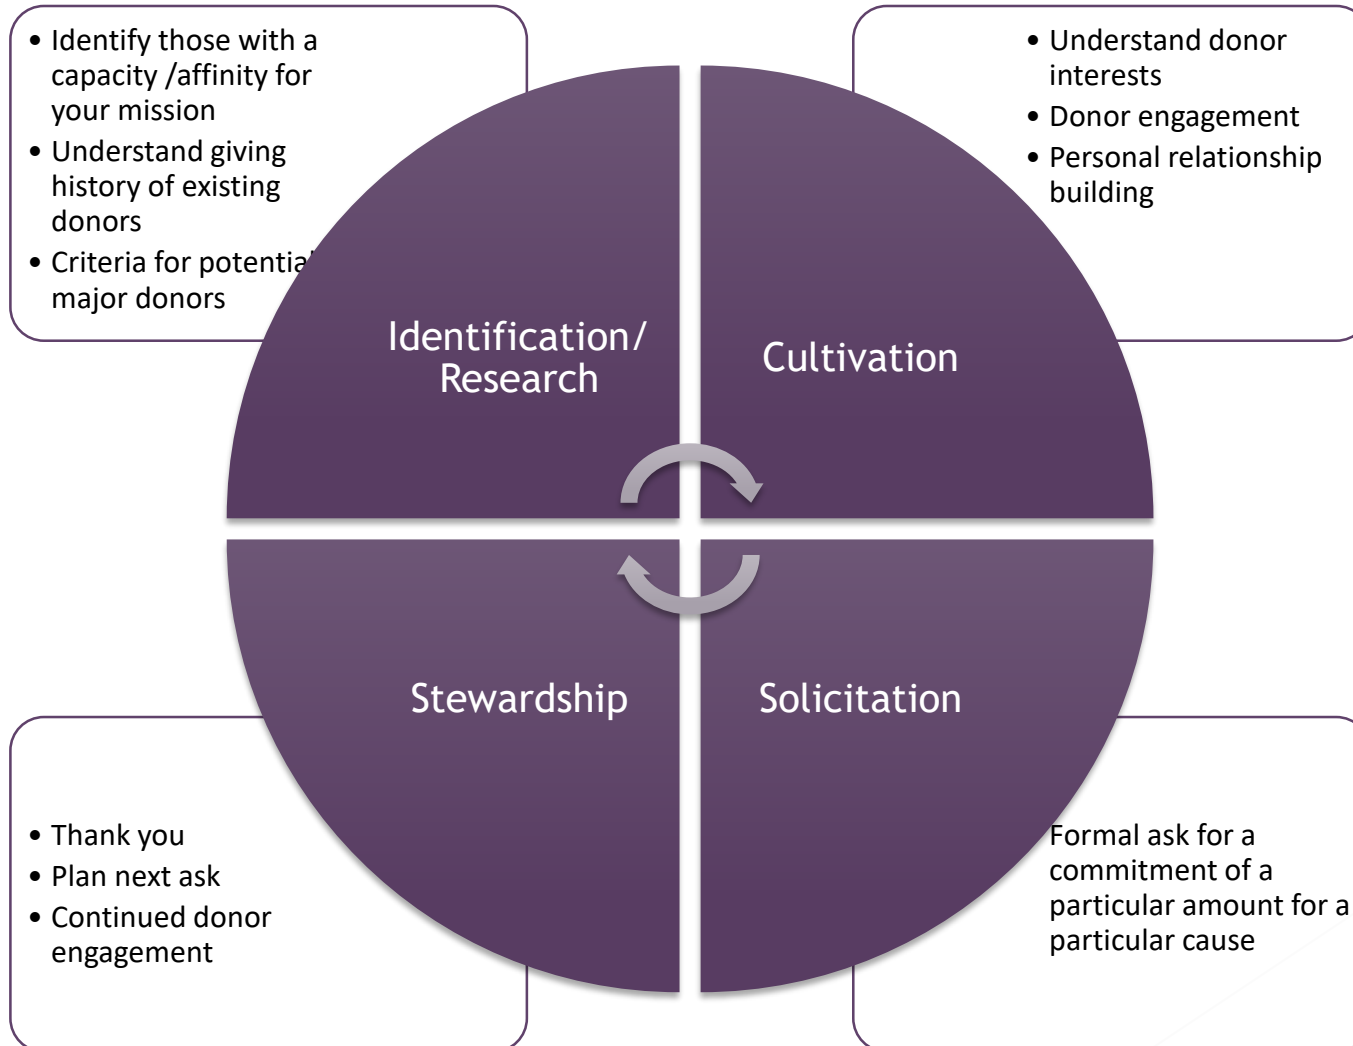 • Identify those with a
capacity /affinity for
your mission
• Understand giving
history of existing
donors
• Criteria for potential
major donors
• Understand donor
interests
• Donor engagement
• Personal relationship
building
Identification/
Research
Cultivation
Stewardship
Solicitation
• Thank you
• Plan next ask
• Continued donor
engagement
Formal ask for a
commitment of a
particular amount for a
particular cause